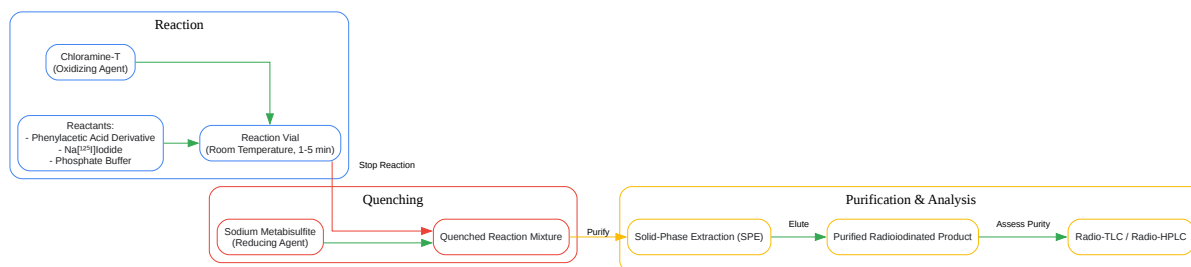 Reaction
Chloramine-T
(Oxidizing Agent)
Reactants:
- Phenylacetic Acid Derivative
- Na[¹²⁵I]Iodide
- Phosphate Buffer
Reaction Vial
(Room Temperature, 1-5 min)
Stop Reaction
Quenching
Sodium Metabisulfite
(Reducing Agent)
Quenched Reaction Mixture
Purify
Purification & Analysis
Solid-Phase Extraction (SPE)
Elute
Purified Radioiodinated Product
Assess Purity
Radio-TLC / Radio-HPLC